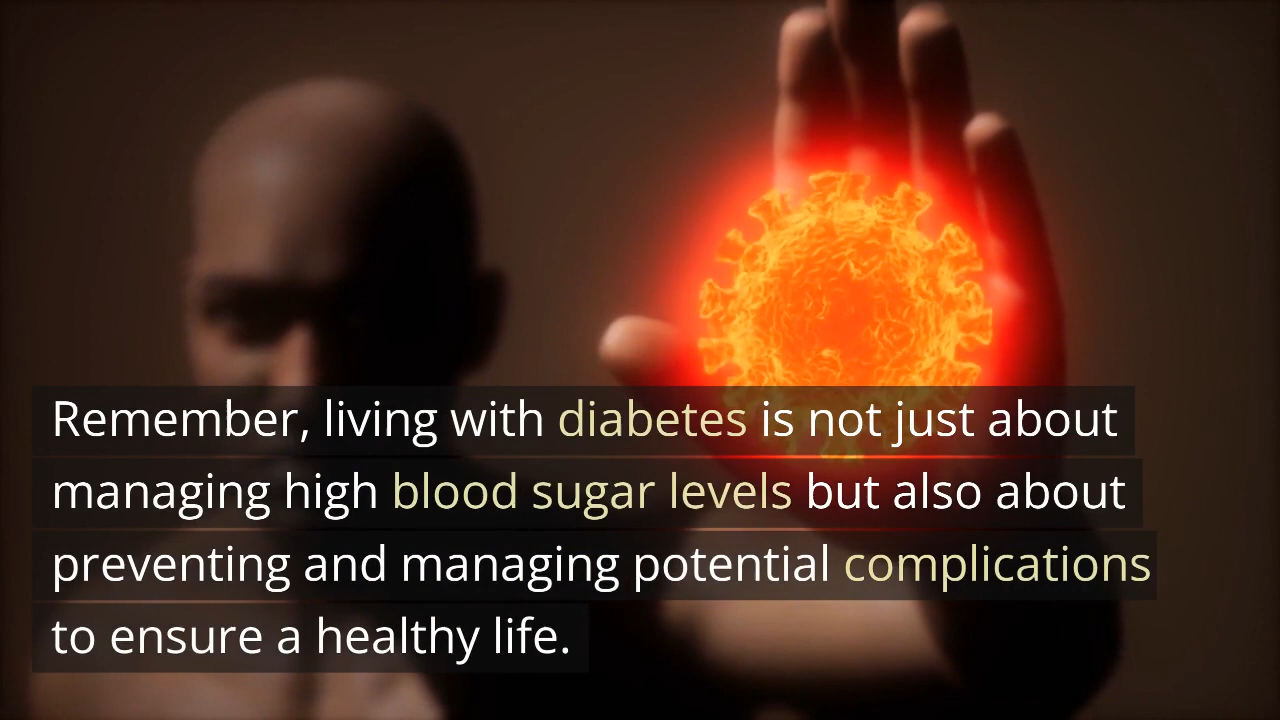 Remember, living with diabetes is not just about
managing high blood sugar levels but also about
preventing and managing potential complications
to ensure a healthy life.